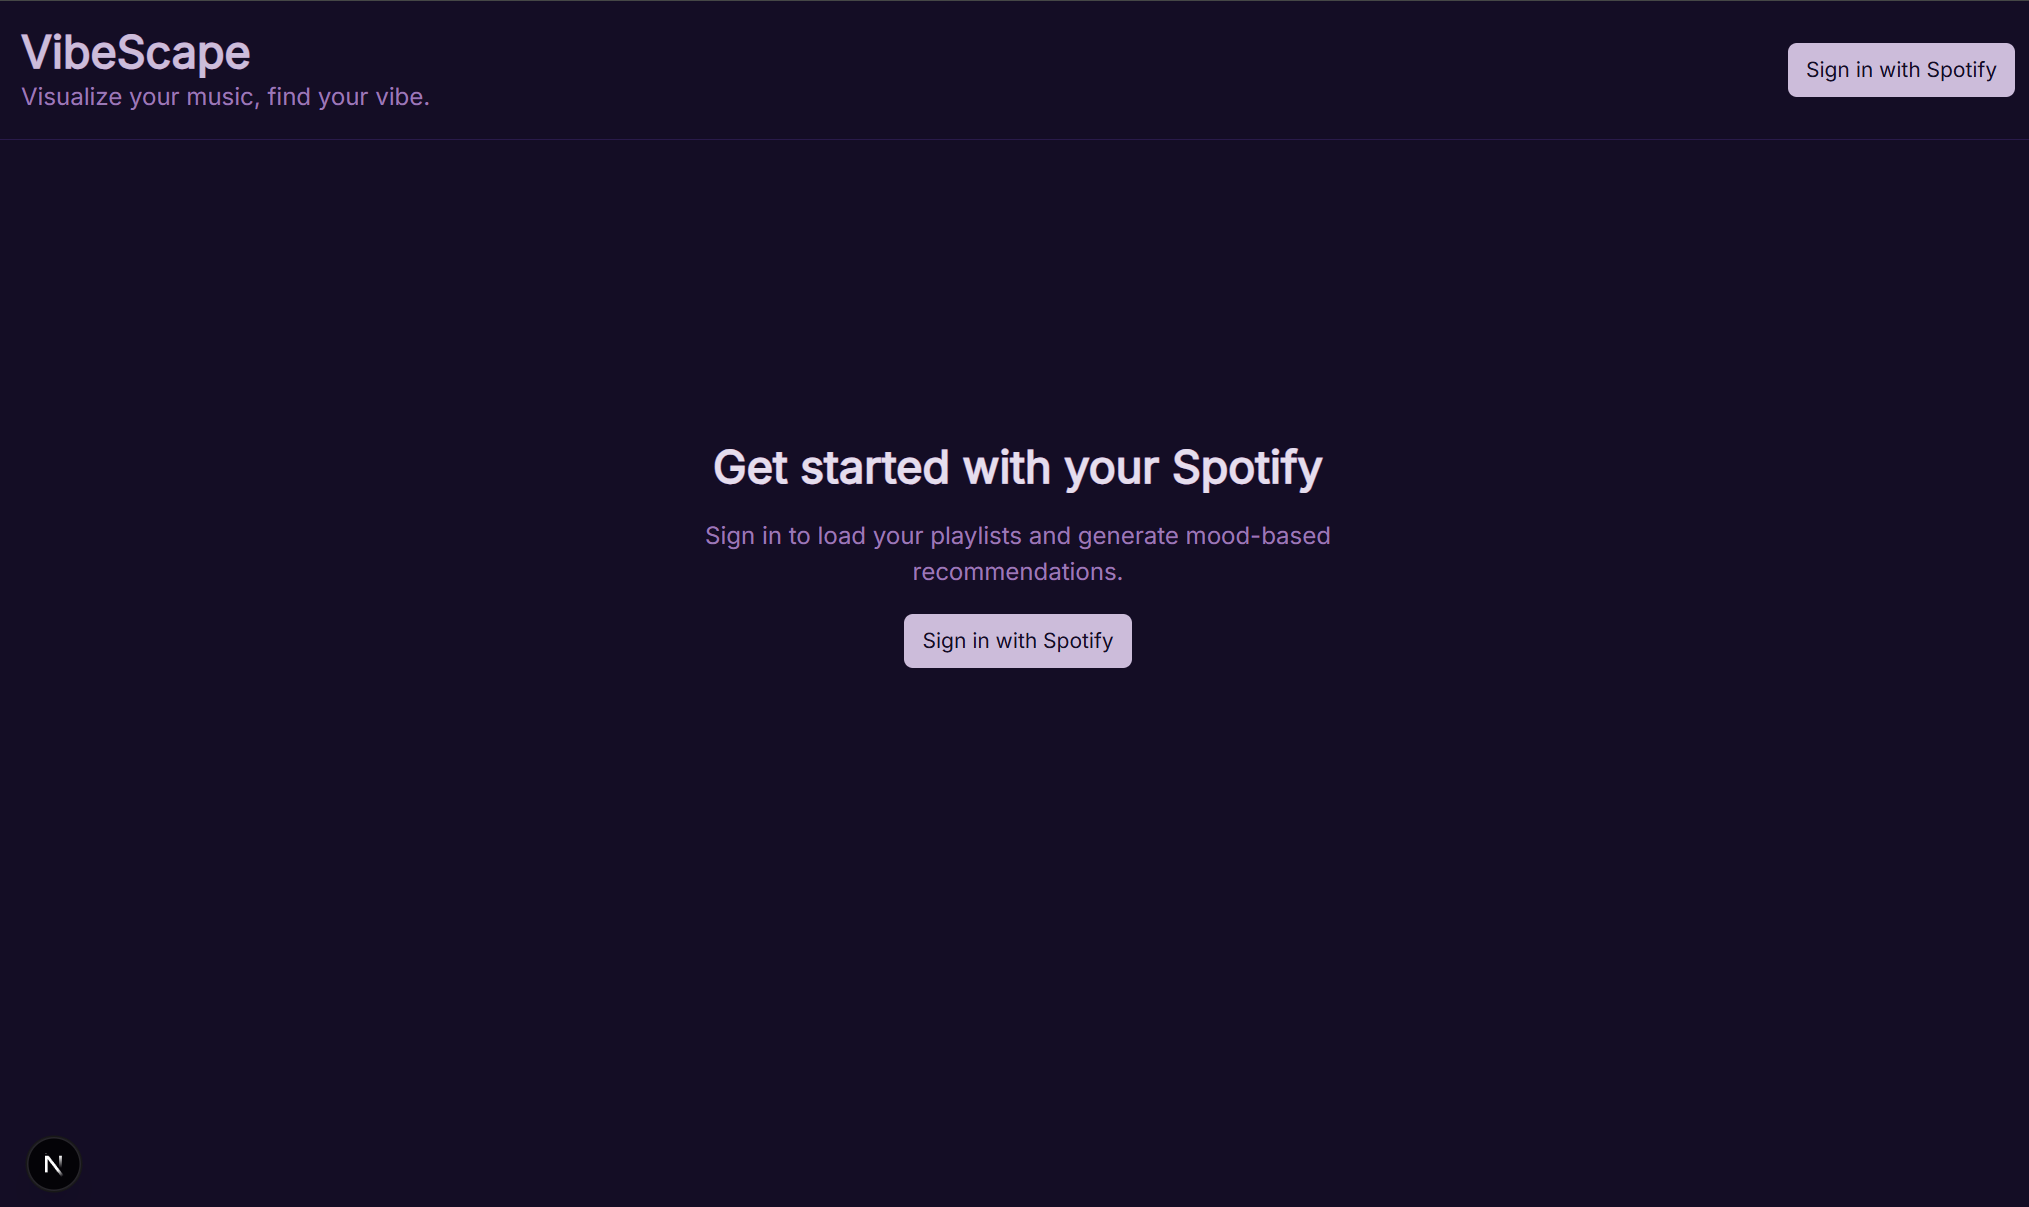 VibeScape
Visualize your music, find your vibe.
Sign in with Spotify
Get started with your Spotify
Sign in to load your playlists and generate mood-based
recommendations.
Sign in with Spotify
N